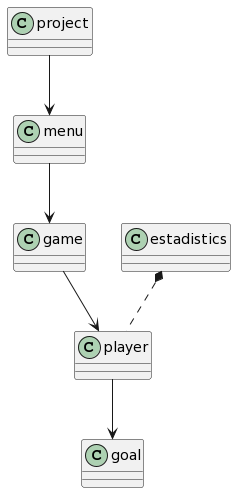 C project
C menu
C game
C estadistics
C player
C goal